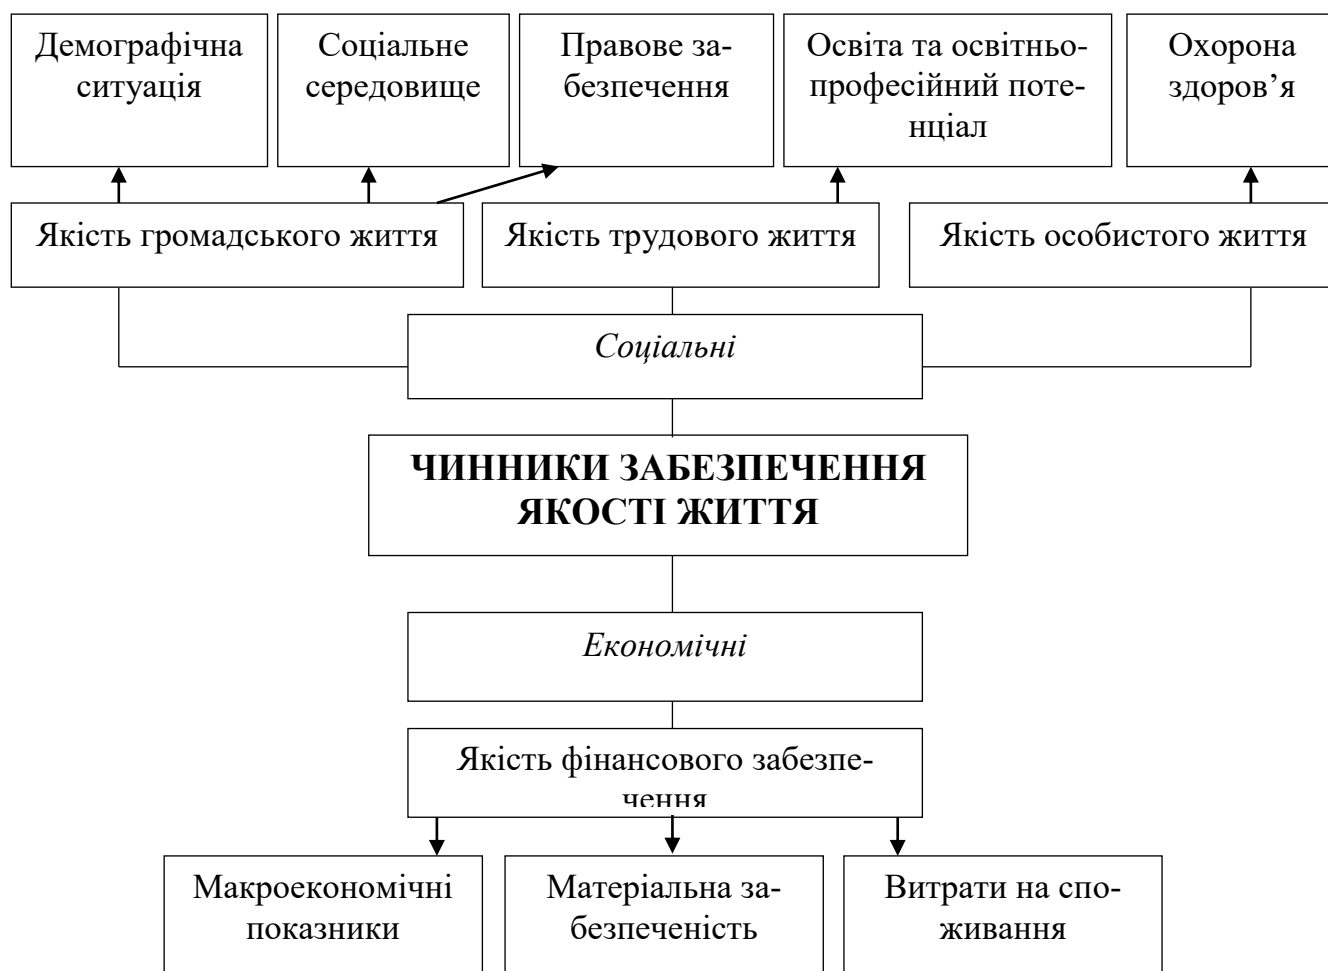 Демографічна
ситуація
Соціальне
середовище
Правове за-
безпечення
Освіта та освітньо-
професійний поте-
нціал
Охорона
здоров’я
Якість громадського життя
Якість трудового життя
Якість особистого життя
Соціальні
ЧИННИКИ ЗАБЕЗПЕЧЕННЯ
ЯКОСТІ ЖИТТЯ
Економічні
Якість фінансового забезпе-
чення
Макроекономічні
показники
Матеріальна за-
безпеченість
Витрати на спо-
живання